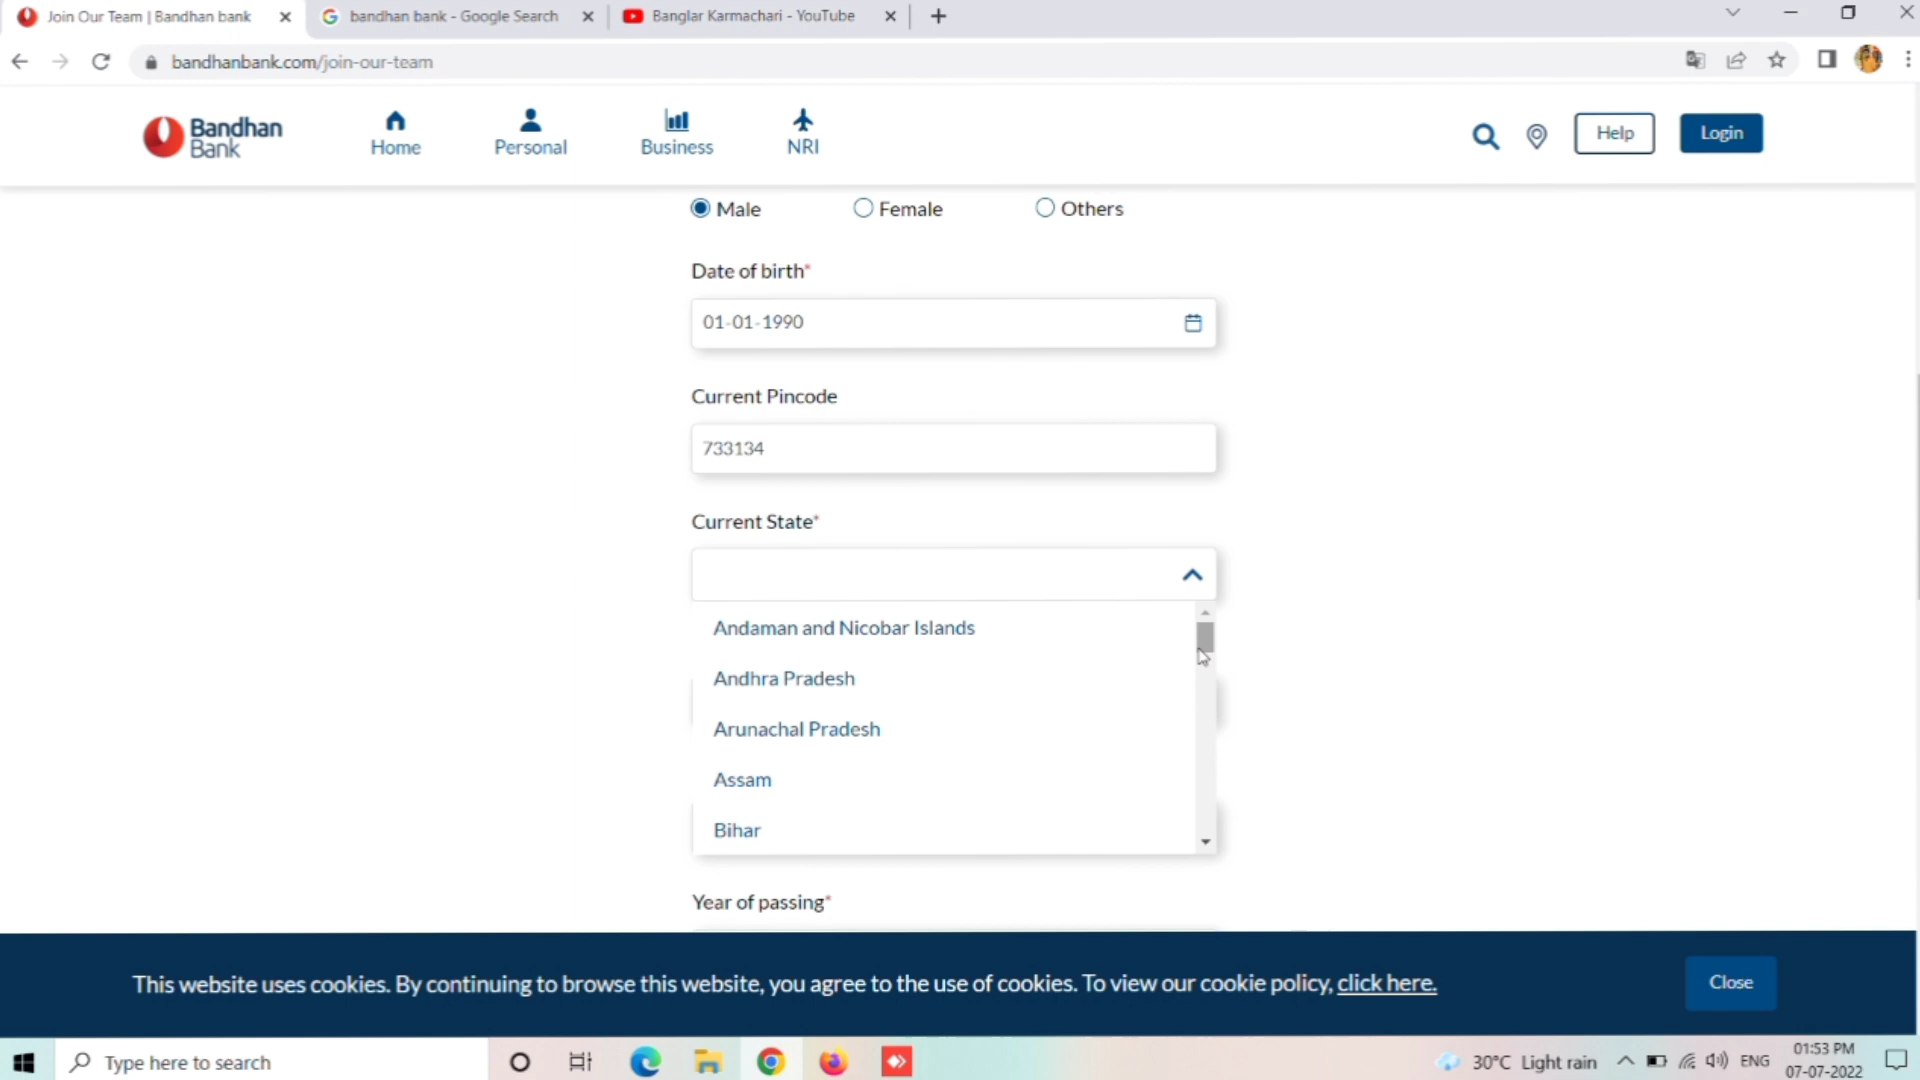 Join Our Team | Bandhan bank
bandhan bank - Google Search
Banglar Karmachari - YouTube
bandhanbank.com/join-our-team
Bandhan
Bank
Home
Personal
Business
NRI
Help
Login
Male
Female
Others
Date of birth*
01-01-1990
Current Pincode
733134
Current State*
Andaman and Nicobar Islands
Andhra Pradesh
Arunachal Pradesh
Assam
Bihar
Year of passing*
This website uses cookies. By continuing to browse this website, you agree to the use of cookies. To view our cookie policy, click here.
Close
Type here to search
30°C Light rain
ENG
01:53 PM
07-07-2022